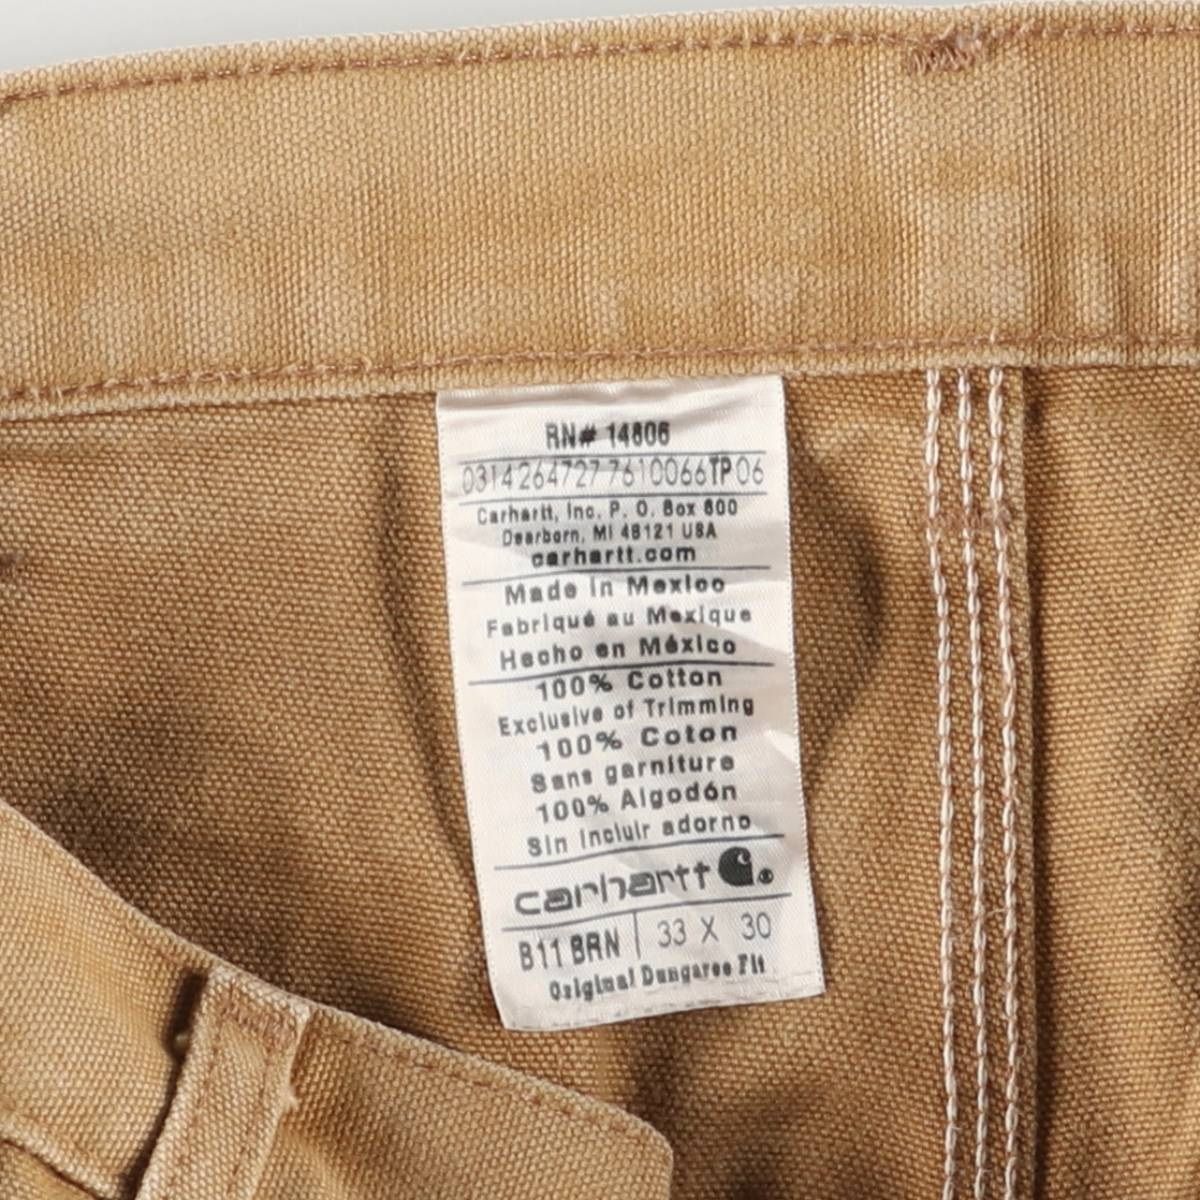 RN# 14806
0314264727 7610066TP06
Carhartt, Inc. P. O. Box 600
Dearborn, MI 48121 USA
carhartt.com
Made in Mexico
Fabriqué au Mexique
Hecho en México
100% Cotton
Exclusive of Trimming
100% Coton
Sans garniture
100% Algodón
Sin incluir adorno
carhartt ®
B11 BRN | 33 X 30
Original Dungaree Fit